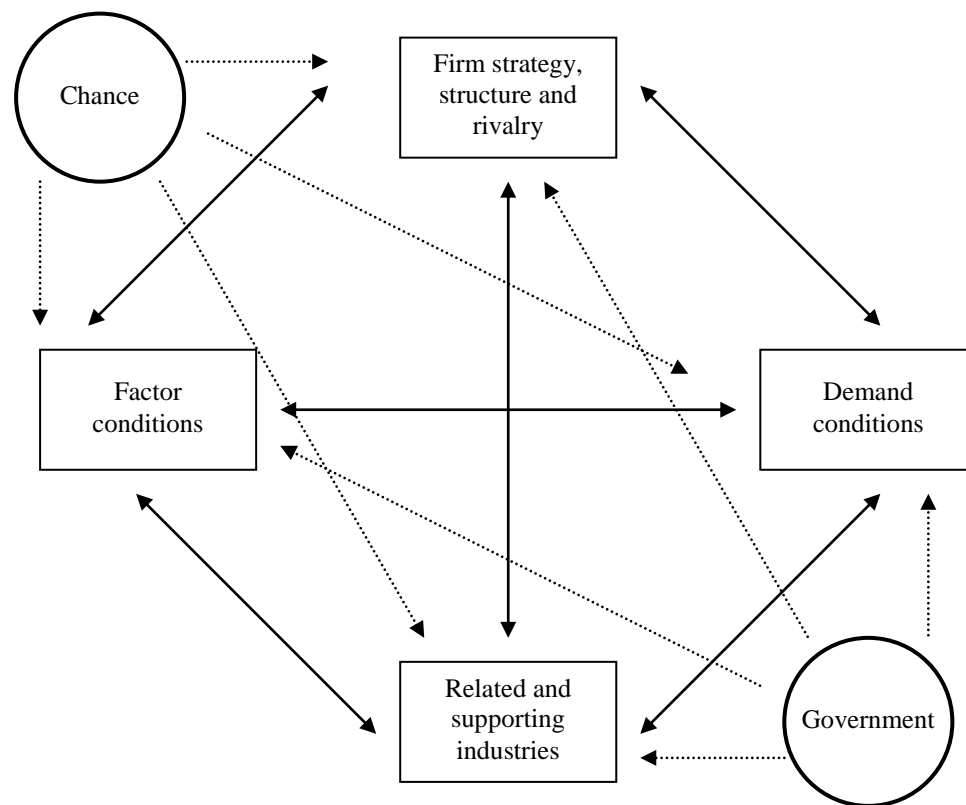 Chance
Firm strategy,
structure and
rivalry
Factor
conditions
Demand
conditions
Related and
supporting
industries
Government